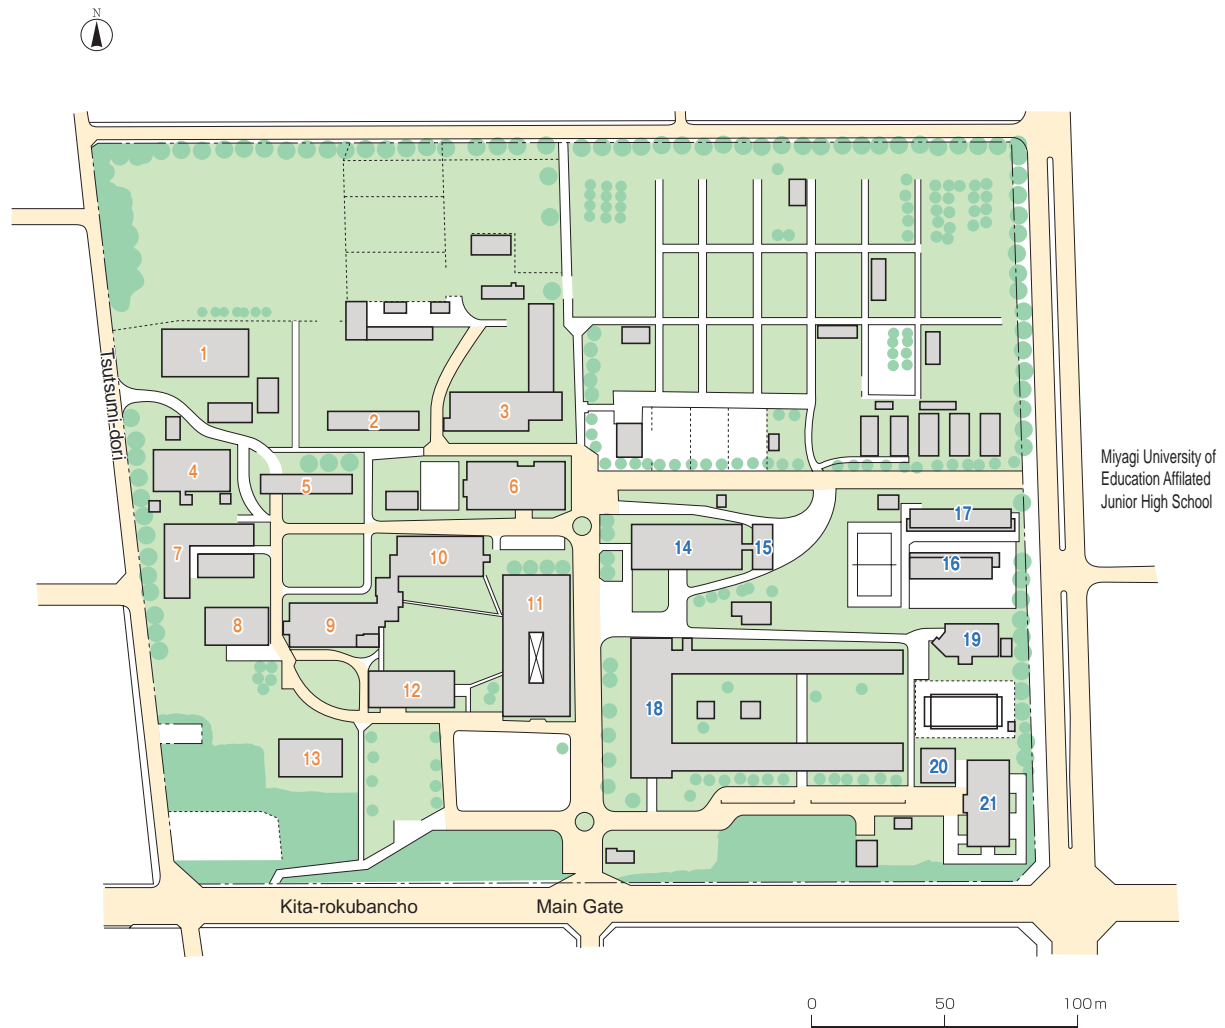 N
1
2
3
4
5
6
7
8
9
10
11
12
13
14
15
16
17
18
19
20
21
Tsutsumi-dori
Miyagi University of
Education Affilated
Junior High School
Kita-rokubancho
Main Gate
0 50 100m